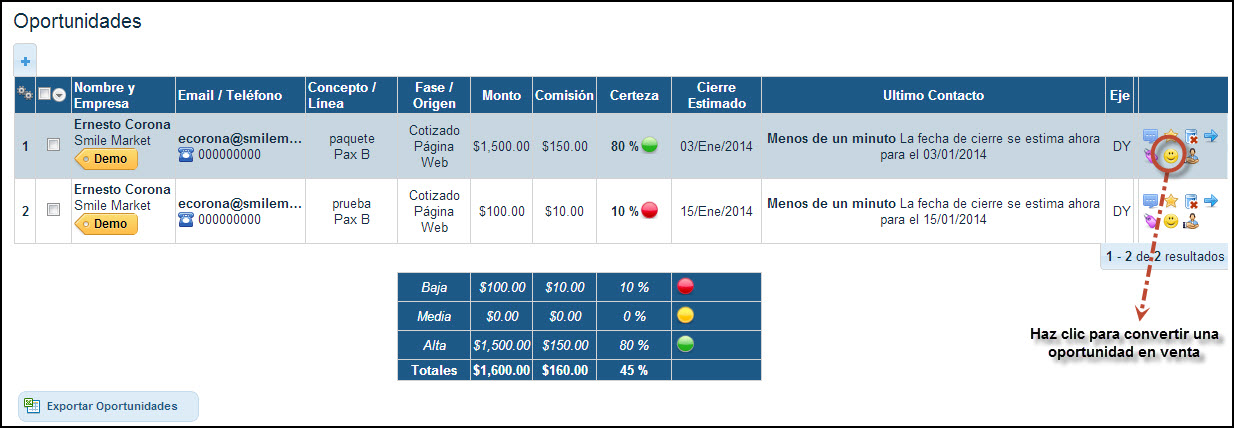 Oportunidades
Nombre y Empresa Email / Teléfono Concepto / Línea Fase / Origen Monto Comisión Certeza Cierre Estimado Ultimo Contacto Eje
1 Ernesto Corona Smile Market Demo ecorona@smilem... 000000000 paquete Pax B Cotizado Página Web $1,500.00 $150.00 80 % 03/Ene/2014 Menos de un minuto La fecha de cierre se estima ahora para el 03/01/2014 DY
2 Ernesto Corona Smile Market Demo ecorona@smilem... 000000000 prueba Pax B Cotizado Página Web $100.00 $10.00 10 % 15/Ene/2014 Menos de un minuto La fecha de cierre se estima ahora para el 15/01/2014 DY
1 - 2 de 2 resultados
Baja $100.00 $10.00 10 %
Media $0.00 $0.00 0 %
Alta $1,500.00 $150.00 80 %
Totales $1,600.00 $160.00 45 %
Haz clic para convertir una
oportunidad en venta
Exportar Oportunidades